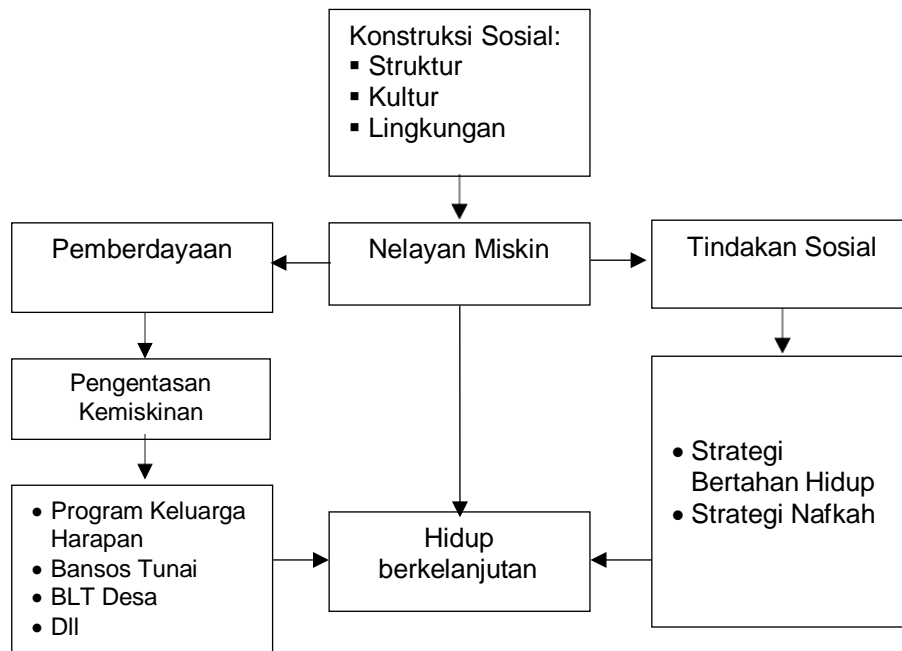 Konstruksi Sosial:
▪ Struktur
▪ Kultur
▪ Lingkungan
Pemberdayaan
Nelayan Miskin
Tindakan Sosial
Pengentasan
Kemiskinan
• Strategi
Bertahan Hidup
• Strategi Nafkah
• Program Keluarga
Harapan
• Bansos Tunai
• BLT Desa
• Dll
Hidup
berkelanjutan